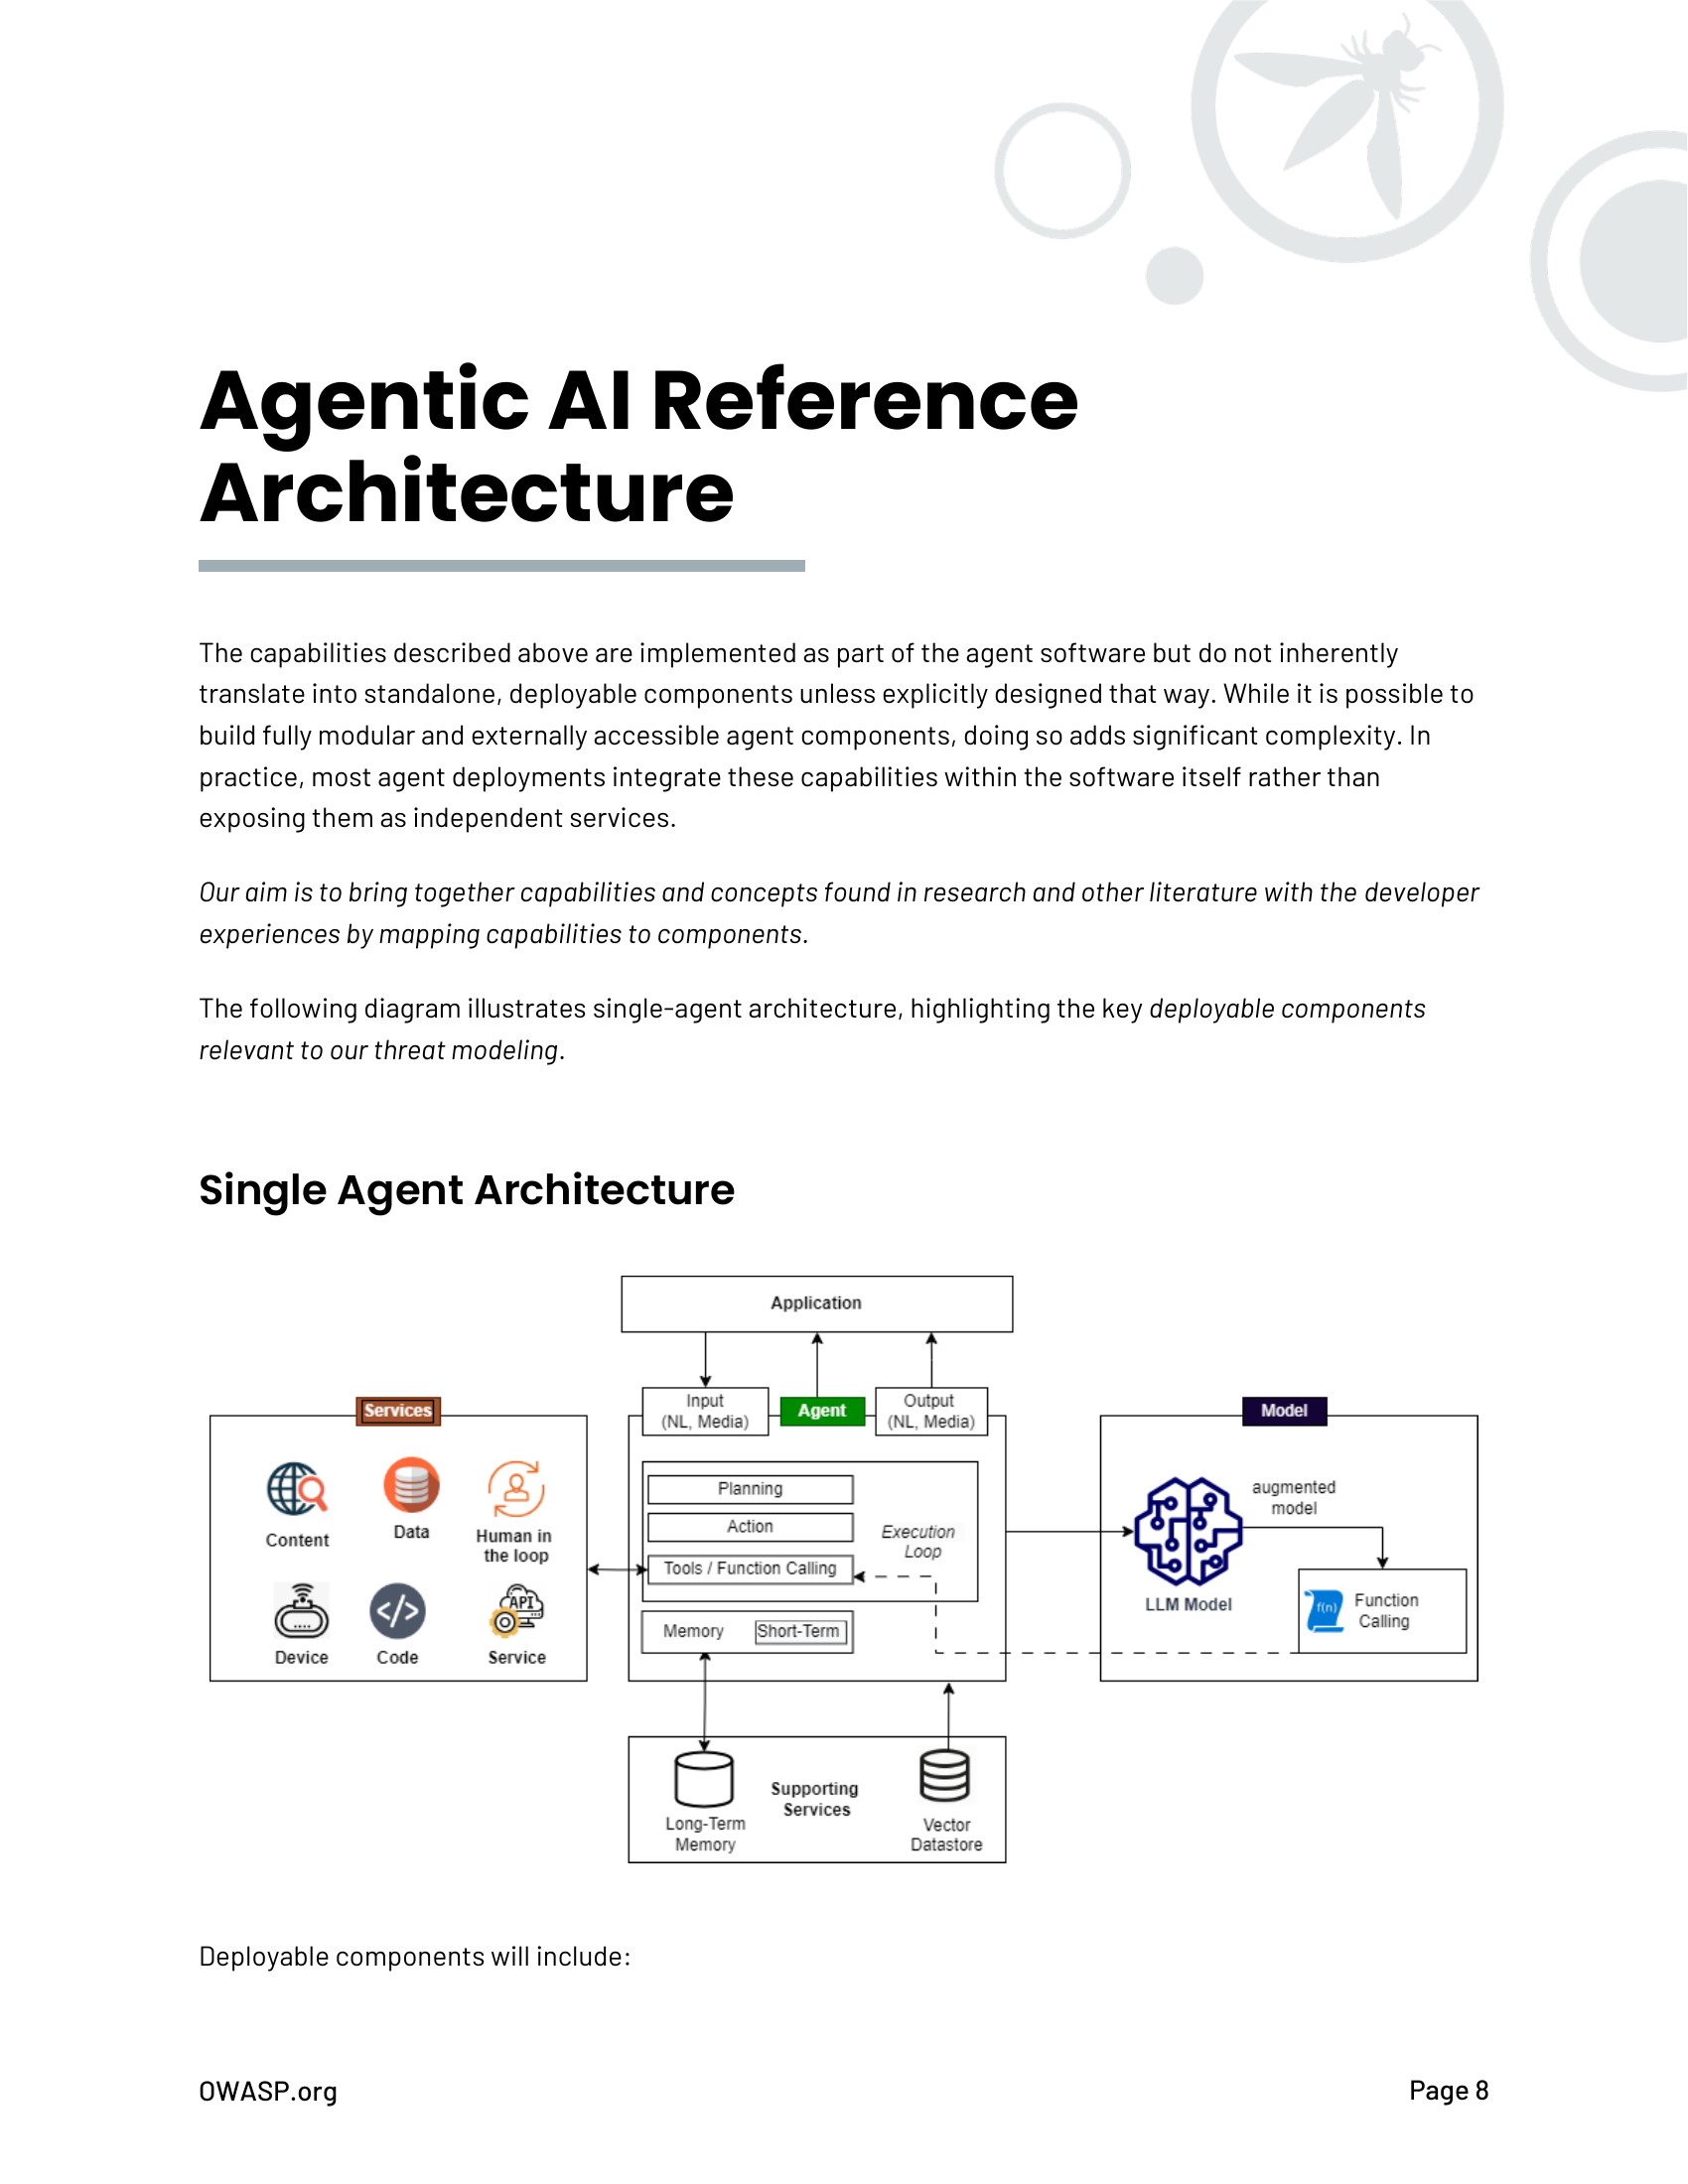 Agentic AI Reference
Architecture
The capabilities described above are implemented as part of the agent software but do not inherently
translate into standalone, deployable components unless explicitly designed that way. While it is possible to
build fully modular and externally accessible agent components, doing so adds significant complexity. In
practice, most agent deployments integrate these capabilities within the software itself rather than
exposing them as independent services.
Our aim is to bring together capabilities and concepts found in research and other literature with the developer
experiences by mapping capabilities to components.
The following diagram illustrates single-agent architecture, highlighting the key deployable components
relevant to our threat modeling.
Single Agent Architecture
Application
Services
Content
Data
Human in
the loop
Device
Code
API
Service
Input
(NL, Media)
Agent
Output
(NL, Media)
Planning
Action
Tools / Function Calling
Execution
Loop
Memory
Short-Term
Model
LLM Model
augmented
model
f(n)
Function
Calling
Long-Term
Memory
Supporting
Services
Vector
Datastore
Deployable components will include:
OWASP.org
Page 8